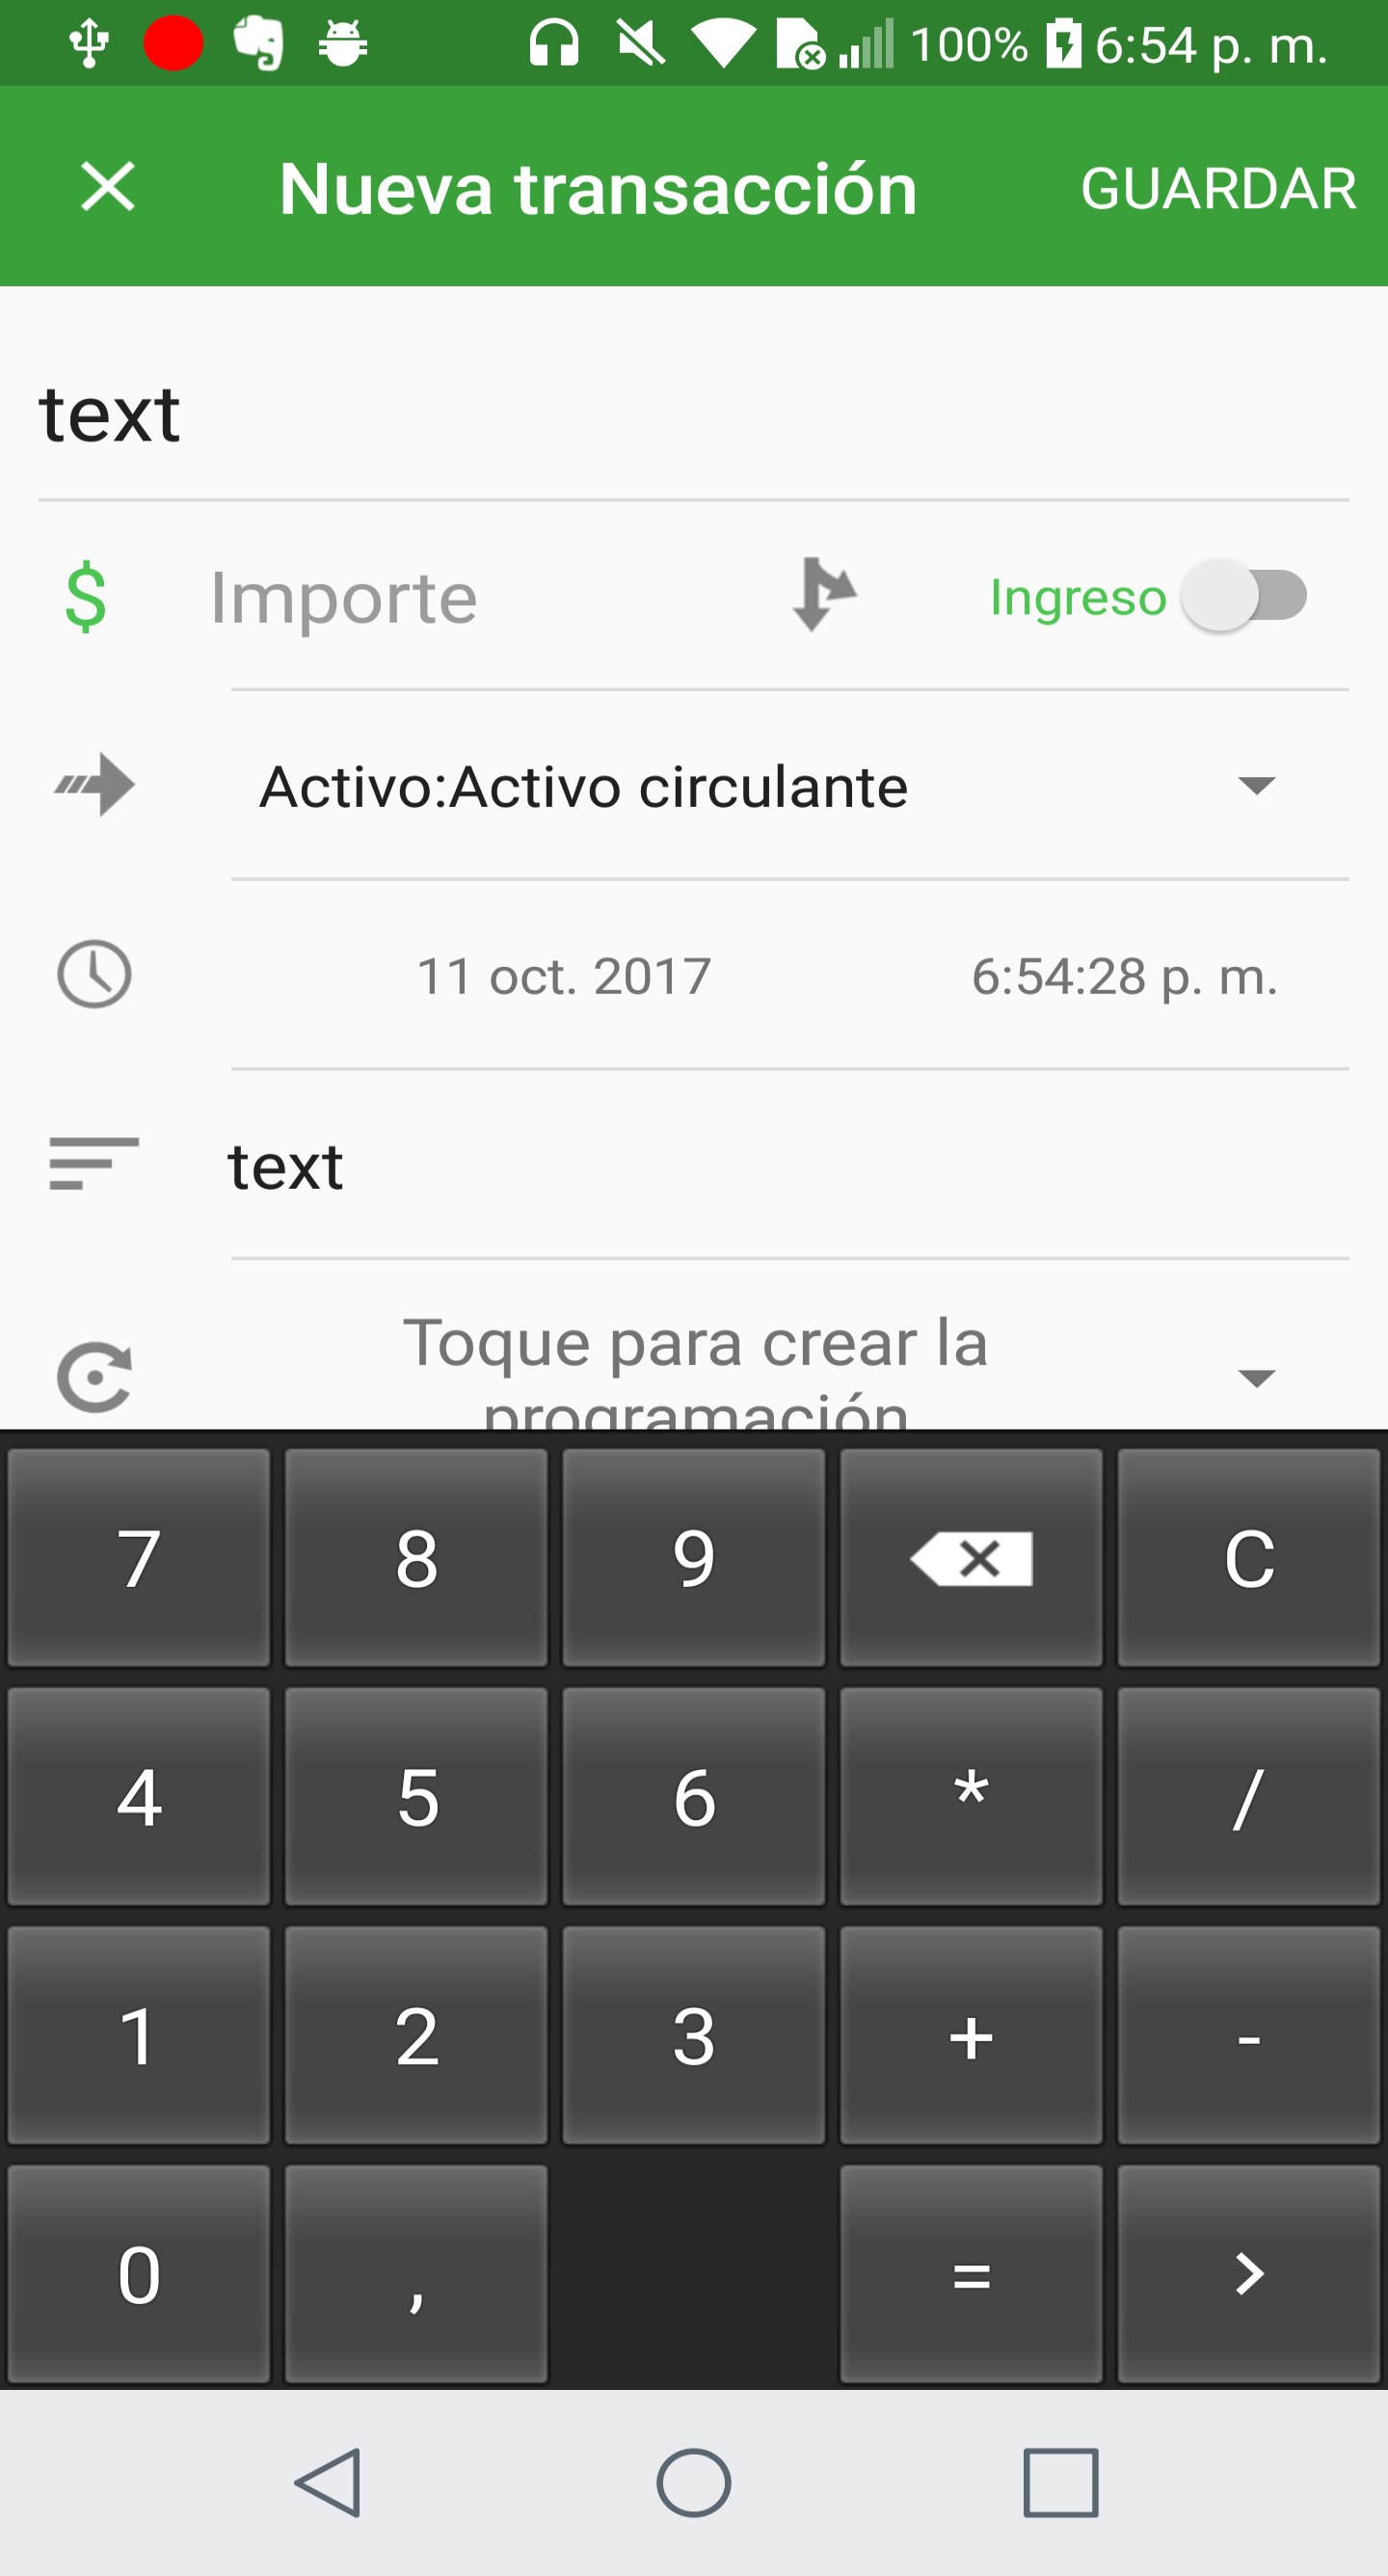 100% 6:54 p. m.
Nueva transacción GUARDAR
text
$ Importe Ingreso
Activo:Activo circulante
11 oct. 2017 6:54:28 p. m.
text
Toque para crear la
programación
7 8 9 C
4 5 6 * /
1 2 3 + -
0 , = >